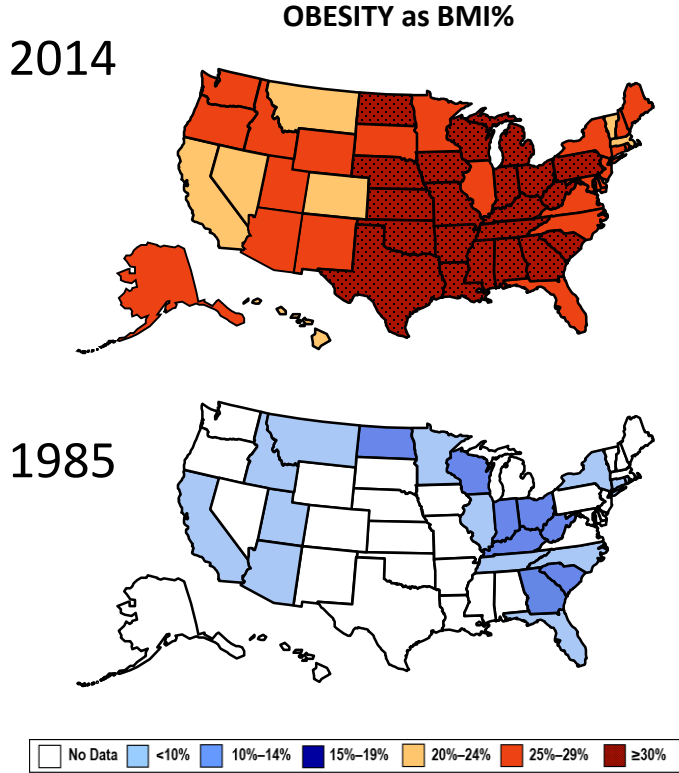 OBESITY as BMI%
2014
1985
No Data <10% 10%–14% 15%–19% 20%–24% 25%–29% ≥30%